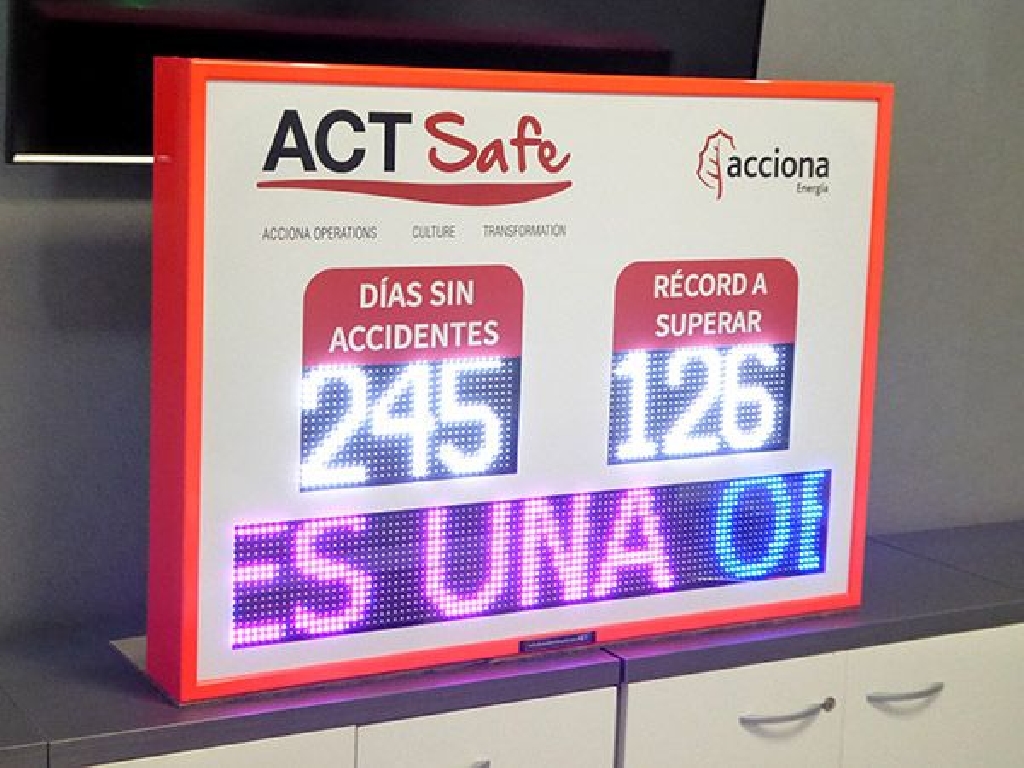 ACT Safe
acciona
Energía
ACCIONA OPERATIONS CULTURE TRANSFORMATION
DÍAS SIN
ACCIDENTES
245
RÉCORD A
SUPERAR
126
ES UNA